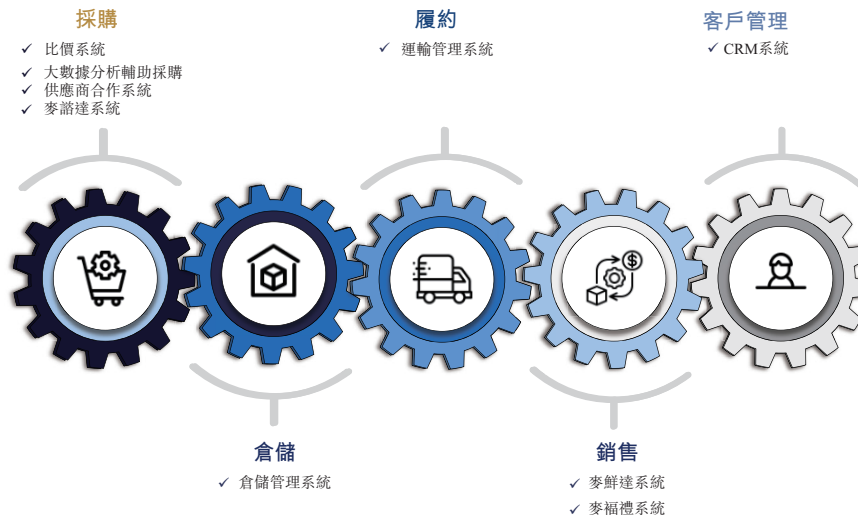 採購
✓ 比價系統
✓ 大數據分析輔助採購
✓ 供應商合作系統
✓ 麥諧達系統
履約
✓ 運輸管理系統
客戶管理
✓ CRM系統
倉儲
✓ 倉儲管理系統
銷售
✓ 麥鮮達系統
✓ 麥福禮系統